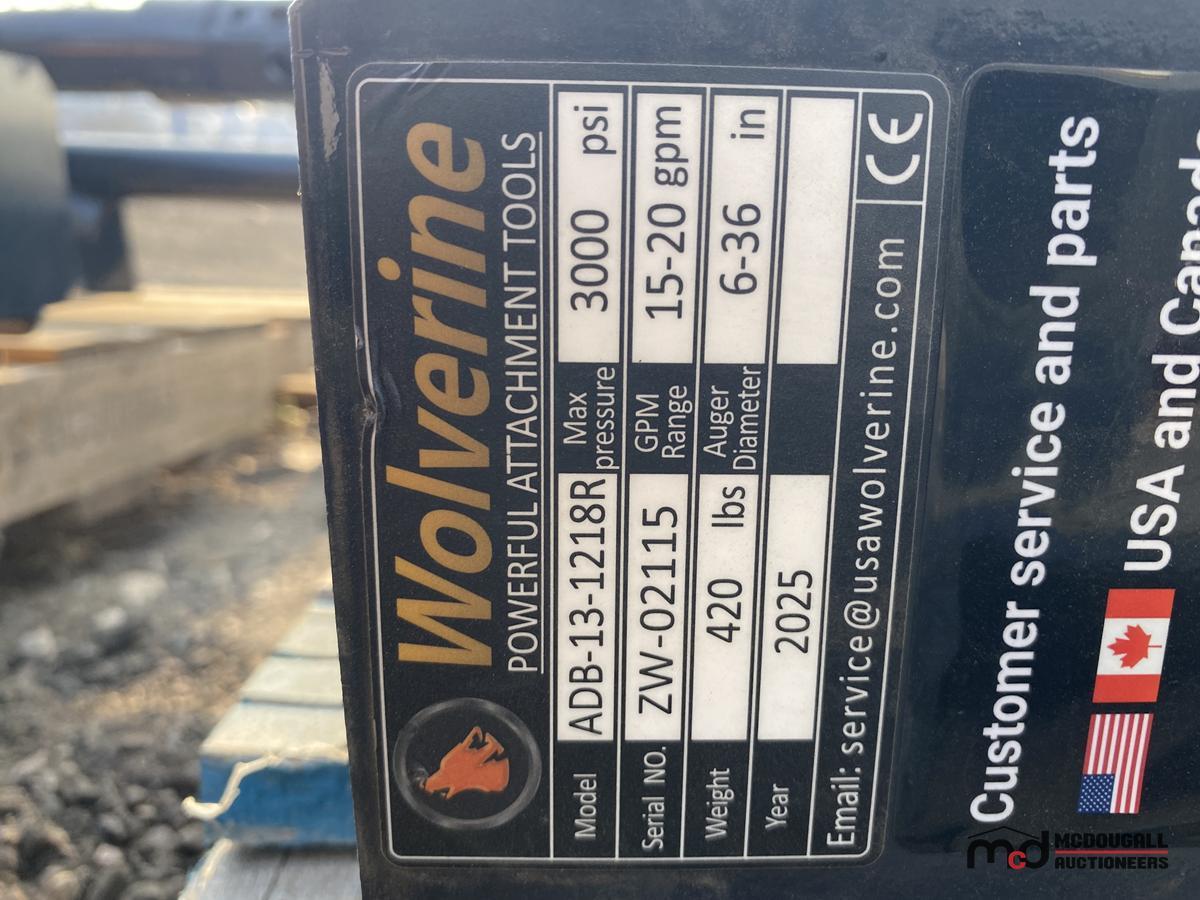 Wolverine
POWERFUL ATTACHMENT TOOLS
Model ADB-13-1218R Max pressure 3000 psi
Serial NO. ZW-02115 GPM Range 15-20 gpm
Weight 420 lbs Auger Diameter 6-36 in
Year 2025
Email: service@usawolverine.com CE
Customer service and parts
USA and Canada
mcd MCDOUGALL
AUCTIONEERS